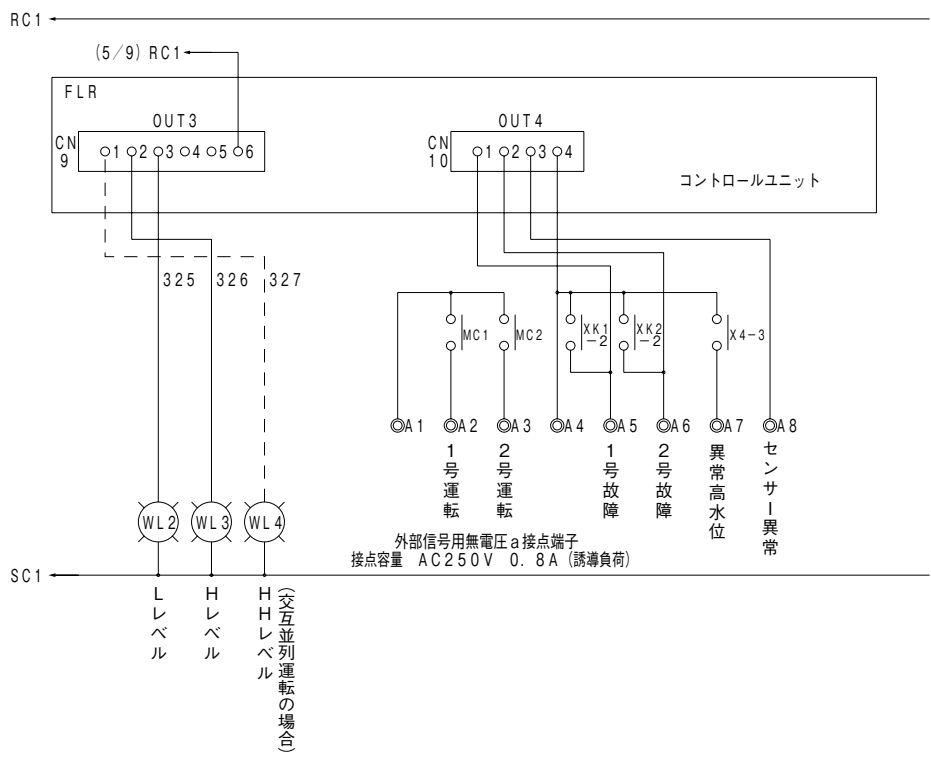 RC1
(5/9) RC1
FLR
OUT3
CN
9
1 2 3 4 5 6
OUT4
CN
10
1 2 3 4
コントロールユニット
325
326
327
MC1
MC2
XK1
-2
XK2
-2
X4-3
A1
A2
A3
A4
A5
A6
A7
A8
1号運転
2号運転
1号故障
2号故障
異常高水位
センサー異常
WL2
WL3
WL4
外部信号用無電圧a接点端子
接点容量 AC250V 0.8A (誘導負荷)
SC1
Lレベル
Hレベル
HHレベル
(交互並列運転の場合)